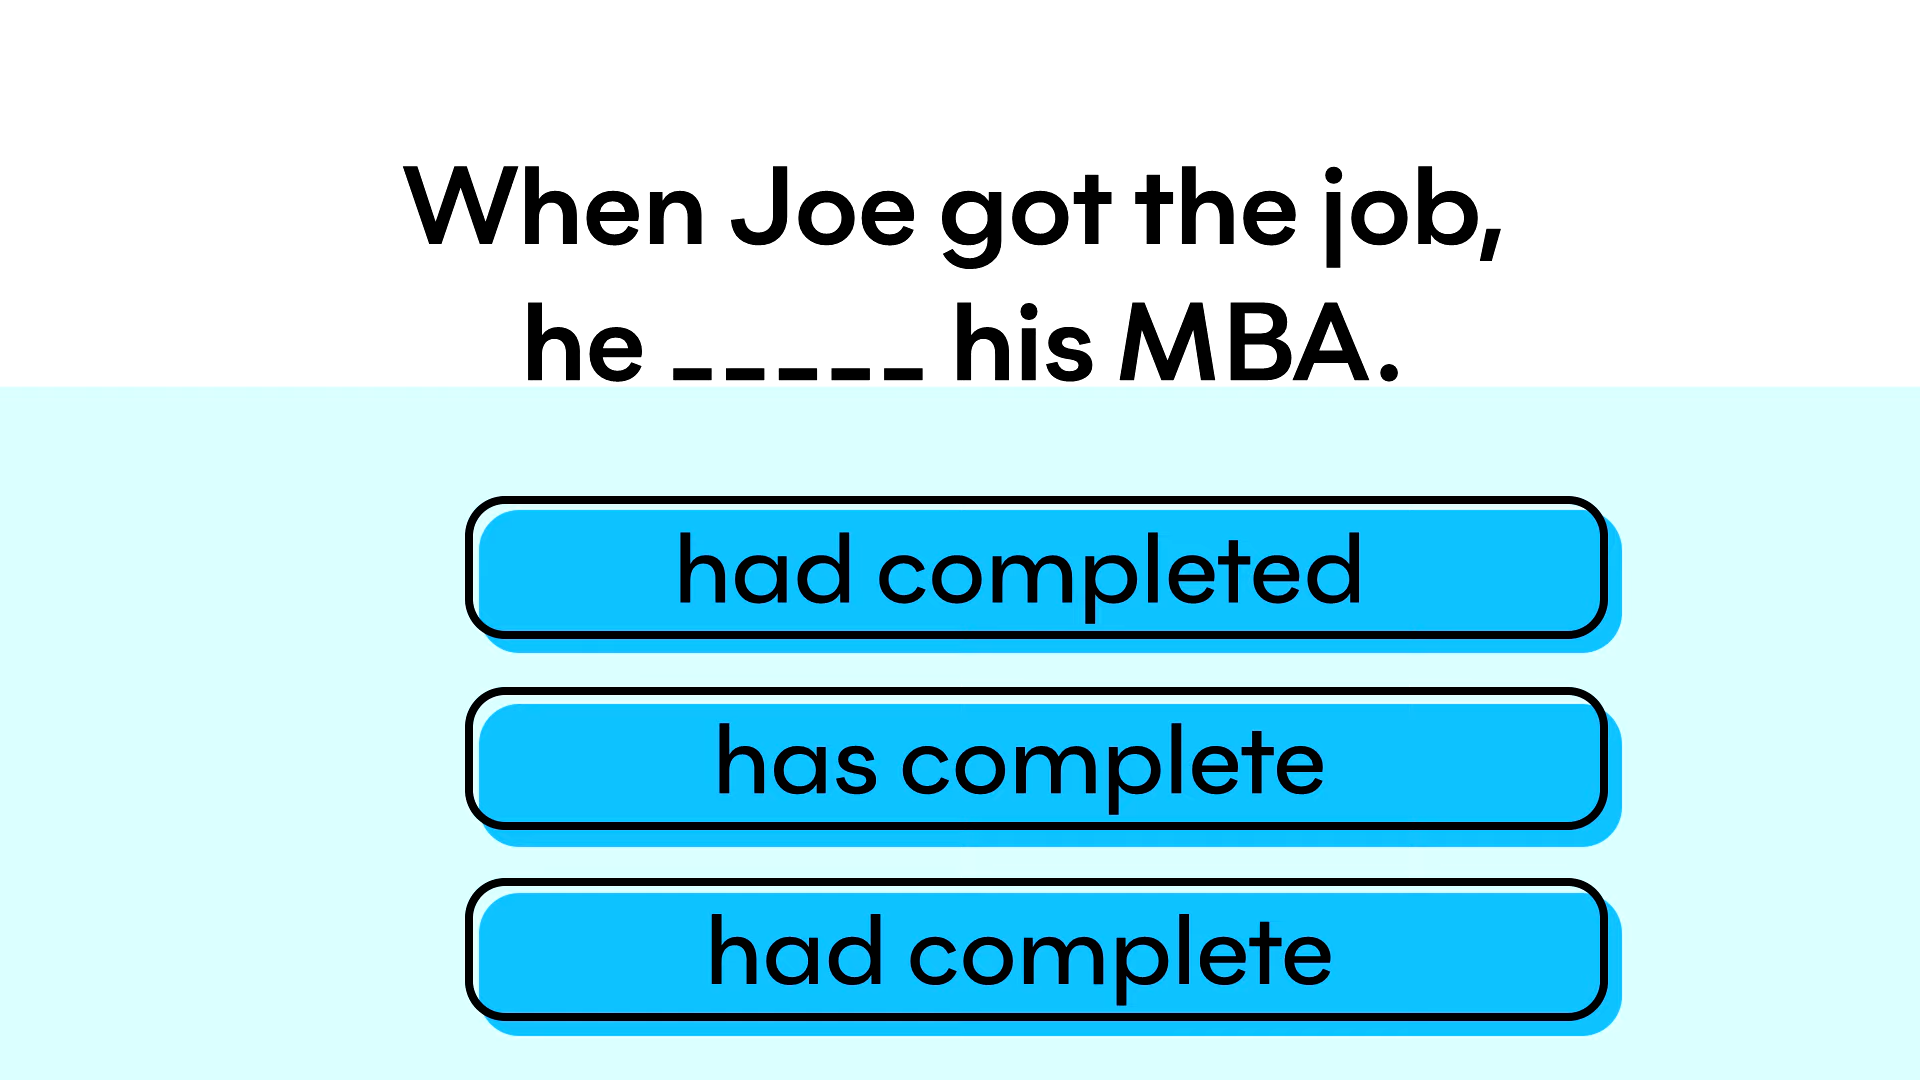 When Joe got the job,
he _____ his MBA.
had completed
has complete
had complete